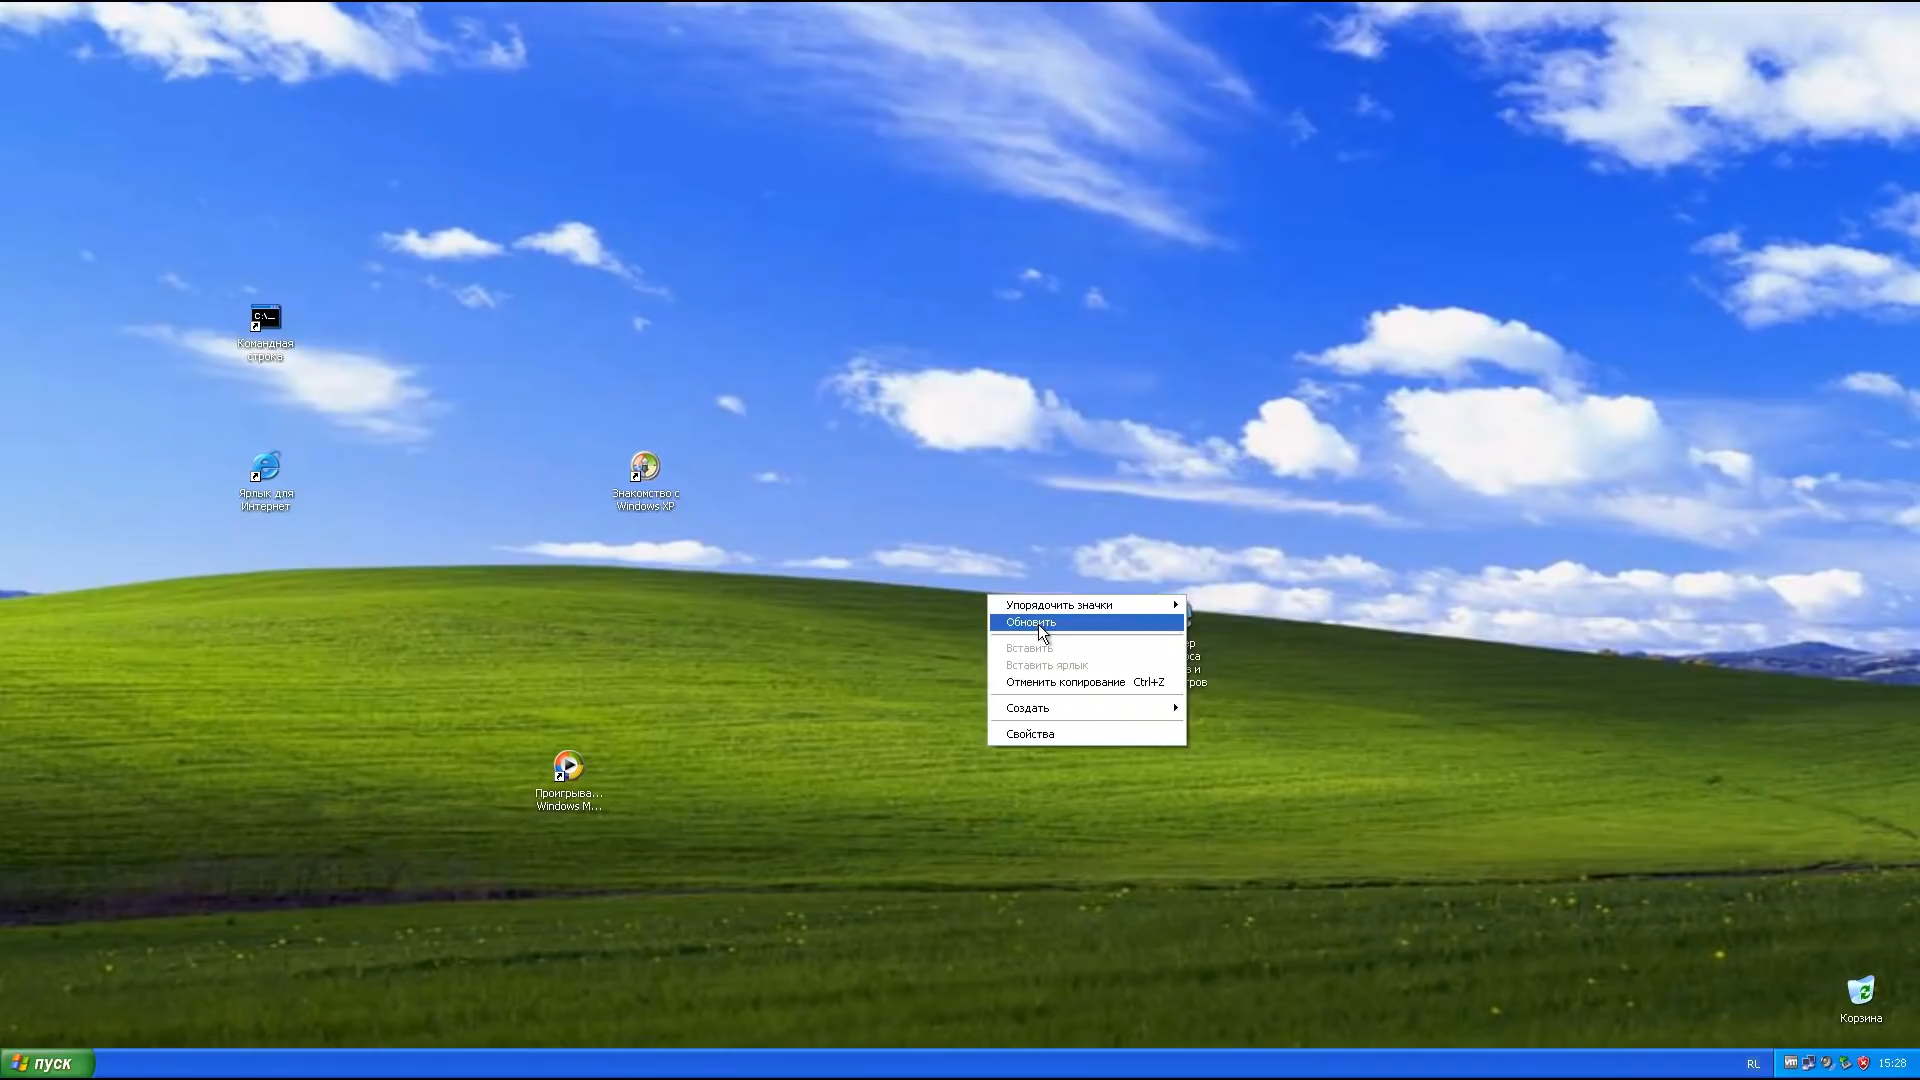 C:\_
Командная
строка
Ярлык для
Интернет
Знакомство с
Windows XP
Упорядочить значки
Обновить
Вставить
Вставить ярлык
Отменить копирование Ctrl+Z
Создать
Свойства
Проигрыва...
Windows M...
Корзина
пуск
RL
vm
15:28